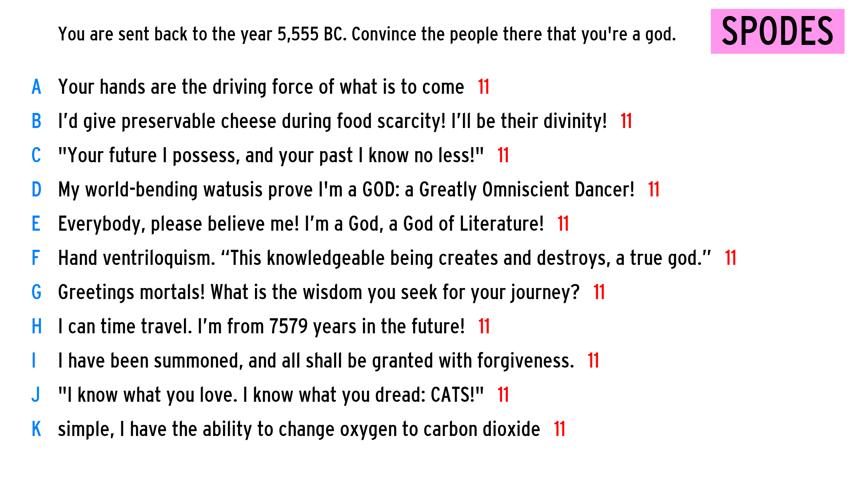 You are sent back to the year 5,555 BC. Convince the people there that you're a god.
SPODES
A Your hands are the driving force of what is to come 11
B I’d give preservable cheese during food scarcity! I’ll be their divinity! 11
C "Your future I possess, and your past I know no less!" 11
D My world-bending watusis prove I'm a GOD: a Greatly Omniscient Dancer! 11
E Everybody, please believe me! I’m a God, a God of Literature! 11
F Hand ventriloquism. “This knowledgeable being creates and destroys, a true god.” 11
G Greetings mortals! What is the wisdom you seek for your journey? 11
H I can time travel. I’m from 7579 years in the future! 11
I I have been summoned, and all shall be granted with forgiveness. 11
J "I know what you love. I know what you dread: CATS!" 11
K simple, I have the ability to change oxygen to carbon dioxide 11